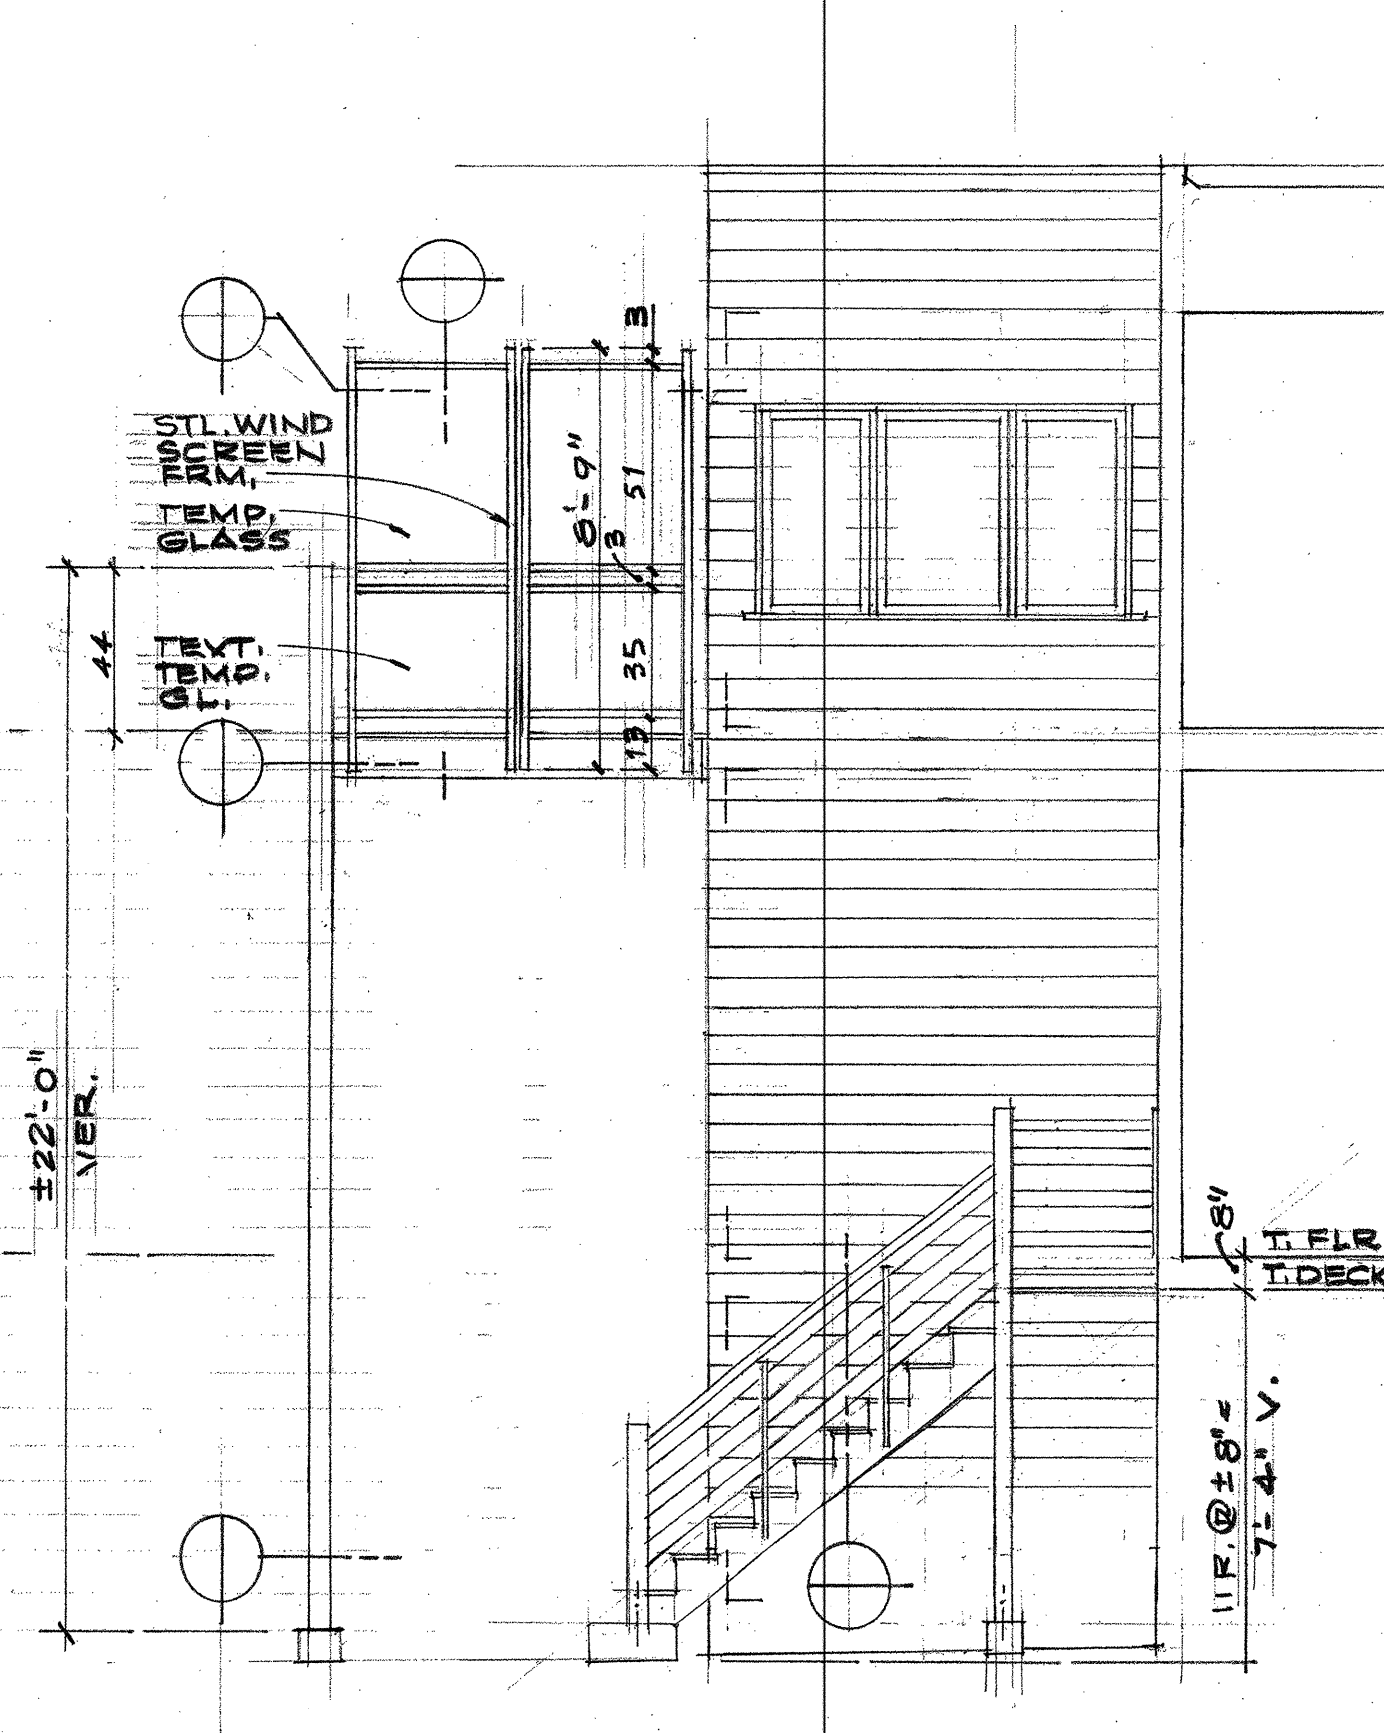 3
STL. WIND
SCREEN
FRM.
TEMP.
GLASS
8'-9"
51
3
44
TEXT.
TEMP.
GL.
35
13
±22'-0"
VER.
8"
T. FLR
T. DECK
11 R. @ ±8" =
7'-4" V.